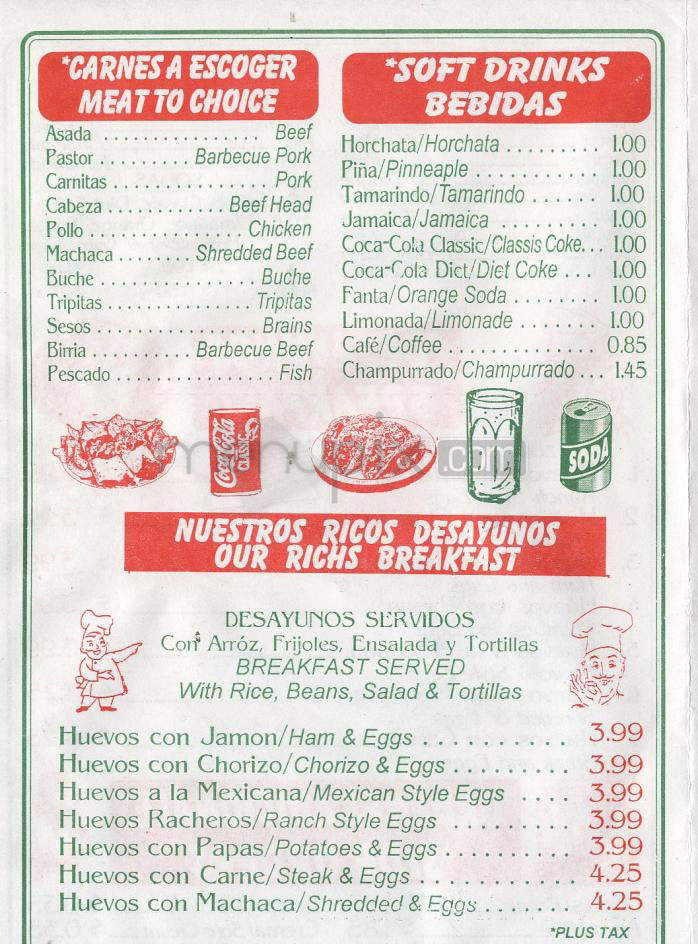 *CARNES A ESCOGER
MEAT TO CHOICE
Asada . . . . . . . . . . . . . . . . Beef
Pastor . . . . . . . . . Barbecue Pork
Carnitas . . . . . . . . . . . . . . . . Pork
Cabeza . . . . . . . . . . . Beef Head
Pollo . . . . . . . . . . . . . . . Chicken
Machaca . . . . . . . Shredded Beef
Buche . . . . . . . . . . . . . . . Buche
Tripitas . . . . . . . . . . . . . . Tripitas
Sesos . . . . . . . . . . . . . . . Brains
Birria . . . . . . . . . . Barbecue Beef
Pescado . . . . . . . . . . . . . . . Fish
*SOFT DRINKS
BEBIDAS
Horchata/Horchata . . . . . . . . . 1.00
Piña/Pinneaple . . . . . . . . . . . 1.00
Tamarindo/Tamarindo . . . . . . 1.00
Jamaica/Jamaica . . . . . . . . . 1.00
Coca-Cola Classic/Classis Coke... 1.00
Coca-Cola Diet/Diet Coke . . . 1.00
Fanta/Orange Soda . . . . . . . . 1.00
Limonada/Limonade . . . . . . . 1.00
Café/Coffee . . . . . . . . . . . . . 0.85
Champurrado/Champurrado . . . 1.45
Coca-Cola
CLASSIC
SODA
menupix.com
NUESTROS RICOS DESAYUNOS
OUR RICHS BREAKFAST
DESAYUNOS SERVIDOS
Con Arróz, Frijoles, Ensalada y Tortillas
BREAKFAST SERVED
With Rice, Beans, Salad & Tortillas
Huevos con Jamon/Ham & Eggs . . . . . . . . . . 3.99
Huevos con Chorizo/Chorizo & Eggs . . . . . . . . 3.99
Huevos a la Mexicana/Mexican Style Eggs . . . . 3.99
Huevos Racheros/Ranch Style Eggs . . . . . . . . 3.99
Huevos con Papas/Potatoes & Eggs . . . . . . . . . 3.99
Huevos con Carne/Steak & Eggs . . . . . . . . . . . 4.25
Huevos con Machaca/Shredded & Eggs . . . . . . . 4.25
*PLUS TAX